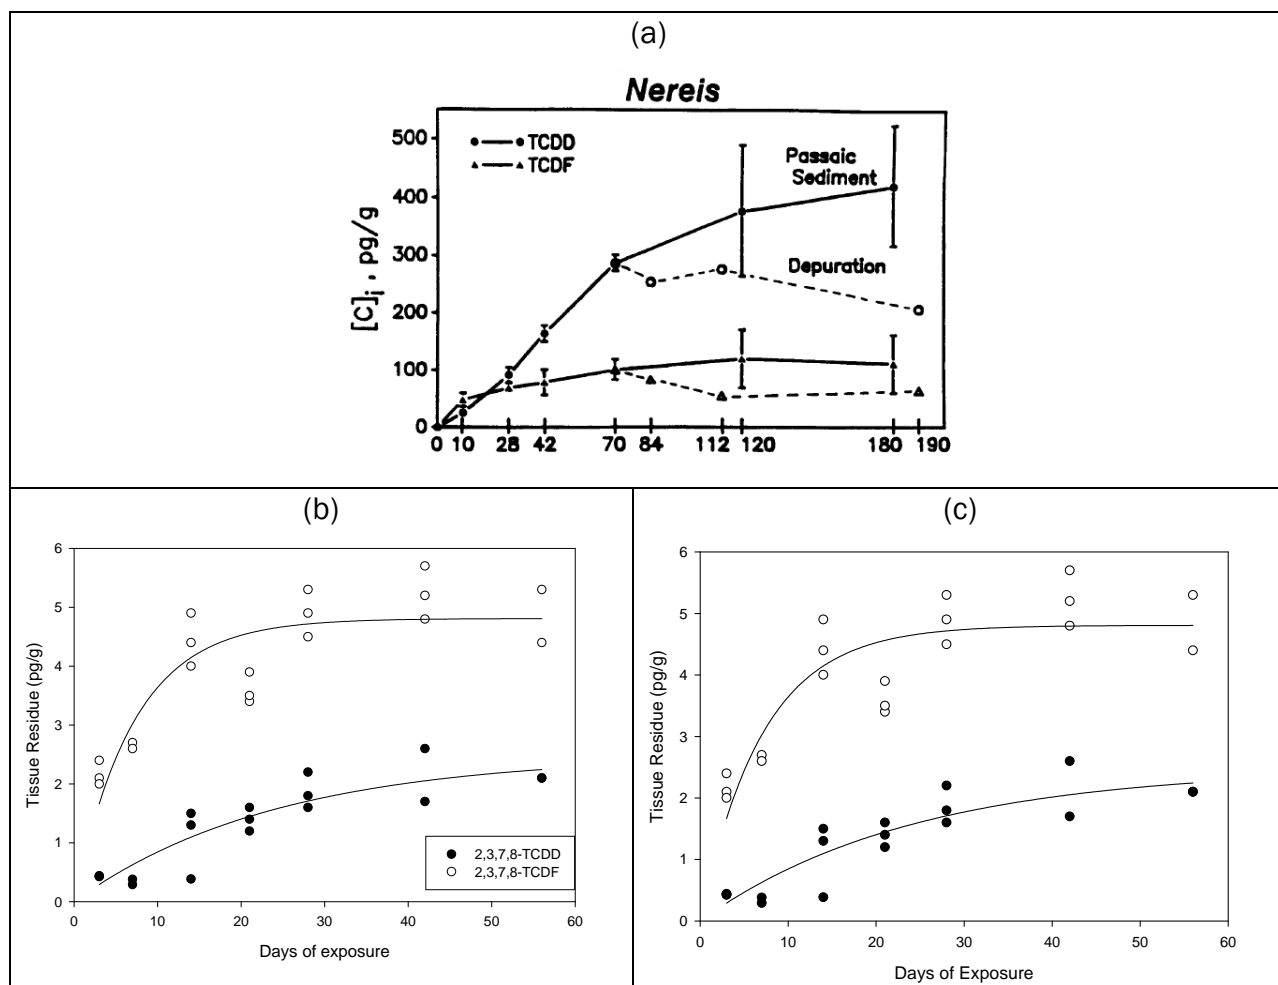 (a)
Nereis
TCDD
TCDF
Passaic
Sediment
Depuration
[C]i, pg/g
500
400
300
200
100
0
0 10 28 42 70 84 112 120 180 190
(b)
Tissue Residue (pg/g)
6
5
4
3
2
1
0
2,3,7,8-TCDD
2,3,7,8-TCDF
0 10 20 30 40 50 60
Days of exposure
(c)
Tissue Residue (pg/g)
6
5
4
3
2
1
0
0 10 20 30 40 50 60
Days of Exposure